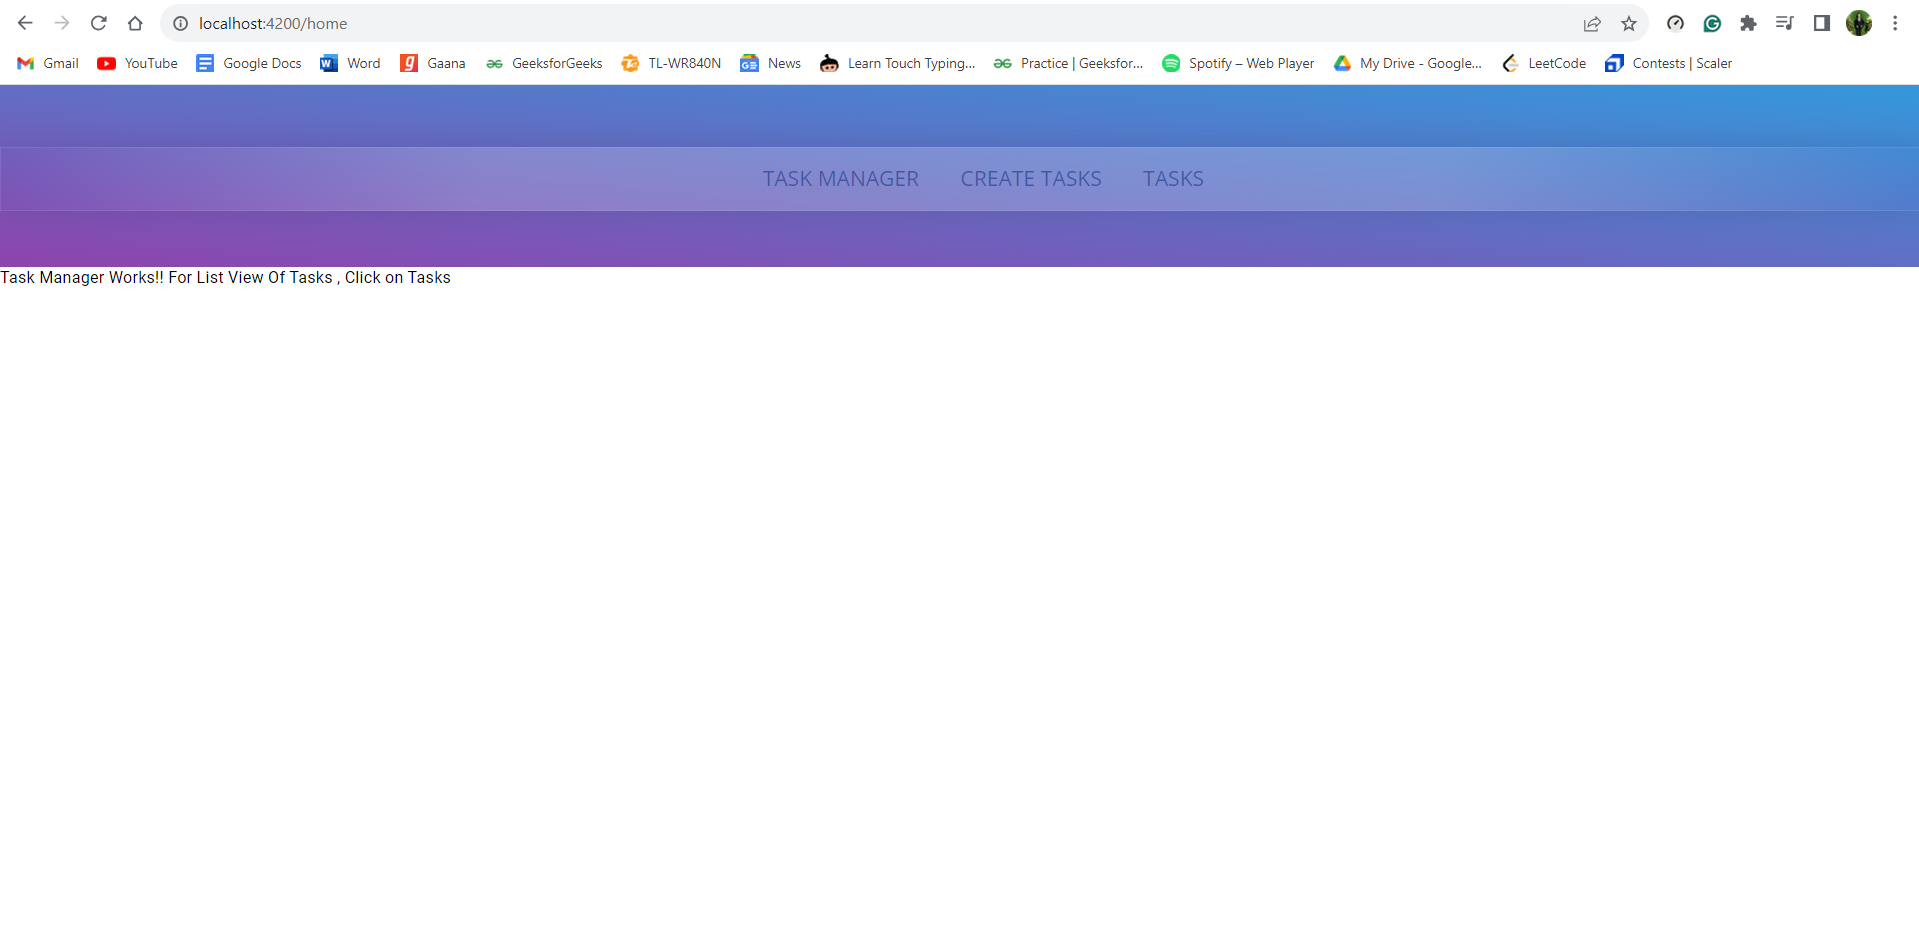 localhost:4200/home
Gmail YouTube Google Docs Word Gaana GeeksforGeeks TL-WR840N News Learn Touch Typing... Practice | Geeksfor... Spotify – Web Player My Drive - Google... LeetCode Contests | Scaler
TASK MANAGER CREATE TASKS TASKS
Task Manager Works!! For List View Of Tasks , Click on Tasks